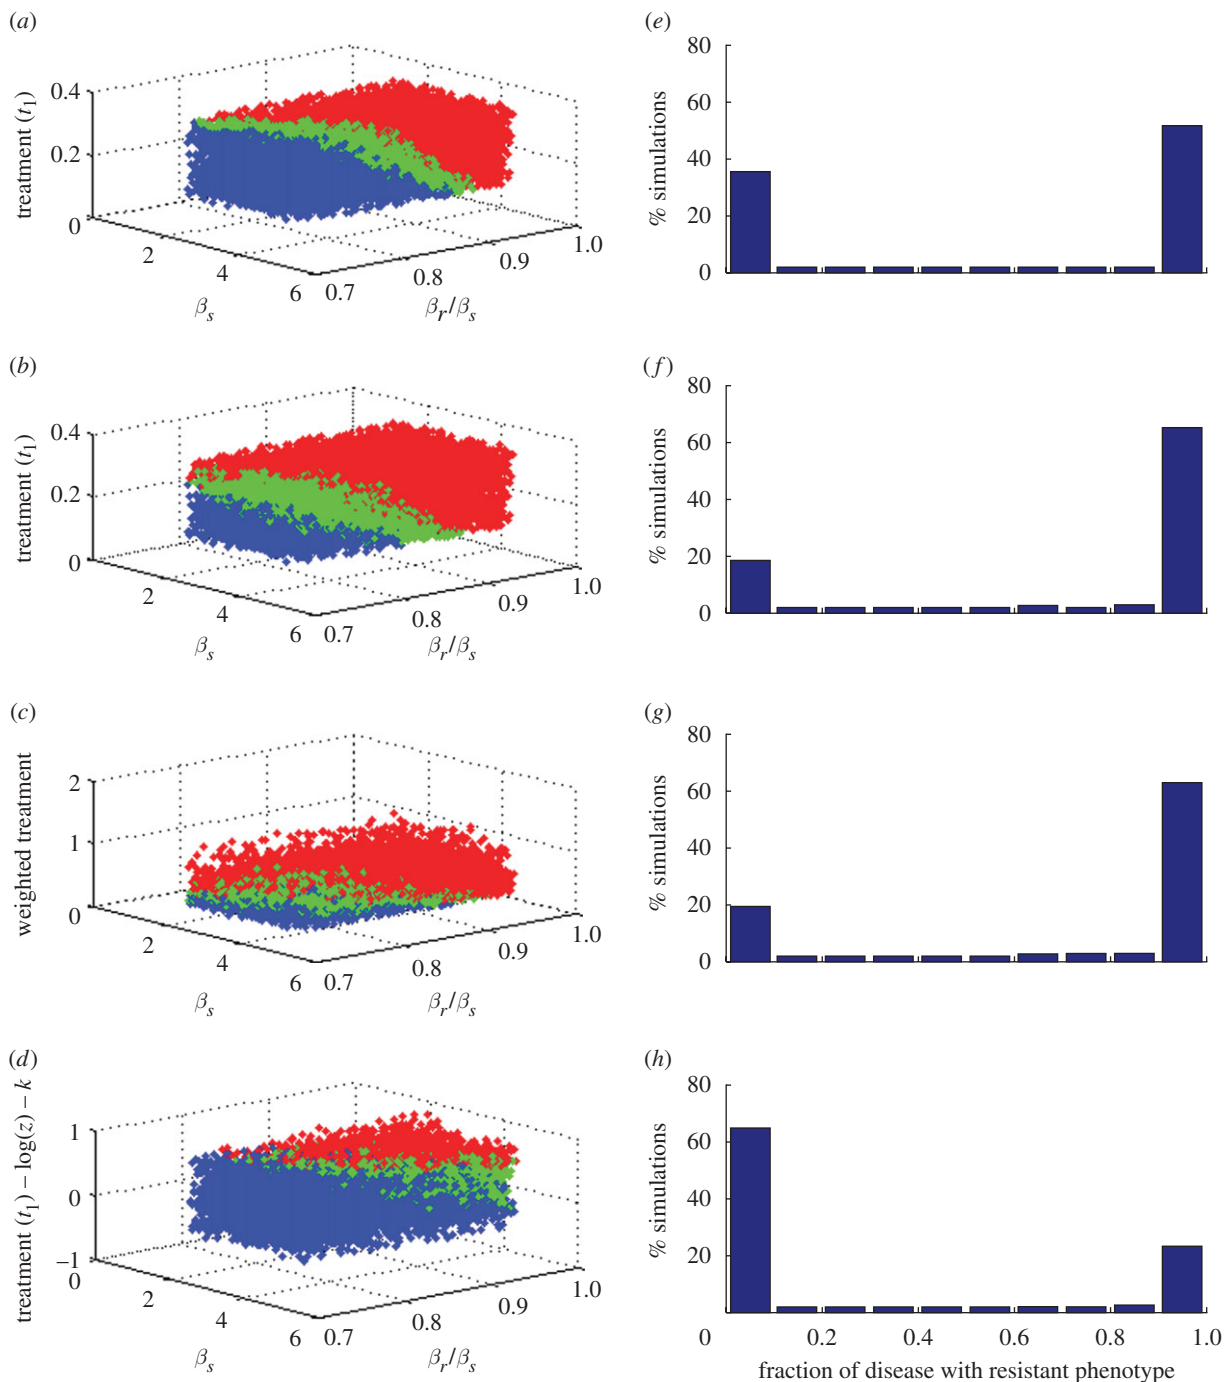 (a)
treatment (t₁)
0.4
0.2
0
2
4
6
βs
0.7
0.8
0.9
1.0
βr/βs
(e)
% simulations
80
60
40
20
0
(b)
treatment (t₁)
0.4
0.2
0
2
4
6
βs
0.7
0.8
0.9
1.0
βr/βs
(f)
% simulations
80
60
40
20
0
(c)
weighted treatment
2
1
0
2
4
6
βs
0.7
0.8
0.9
1.0
βr/βs
(g)
% simulations
80
60
40
20
0
(d)
treatment (t₁) − log(z) − k
1
0
−1
0
2
4
6
βs
0.7
0.8
0.9
1.0
βr/βs
(h)
% simulations
80
60
40
20
0
0.2
0.4
0.6
0.8
1.0
fraction of disease with resistant phenotype